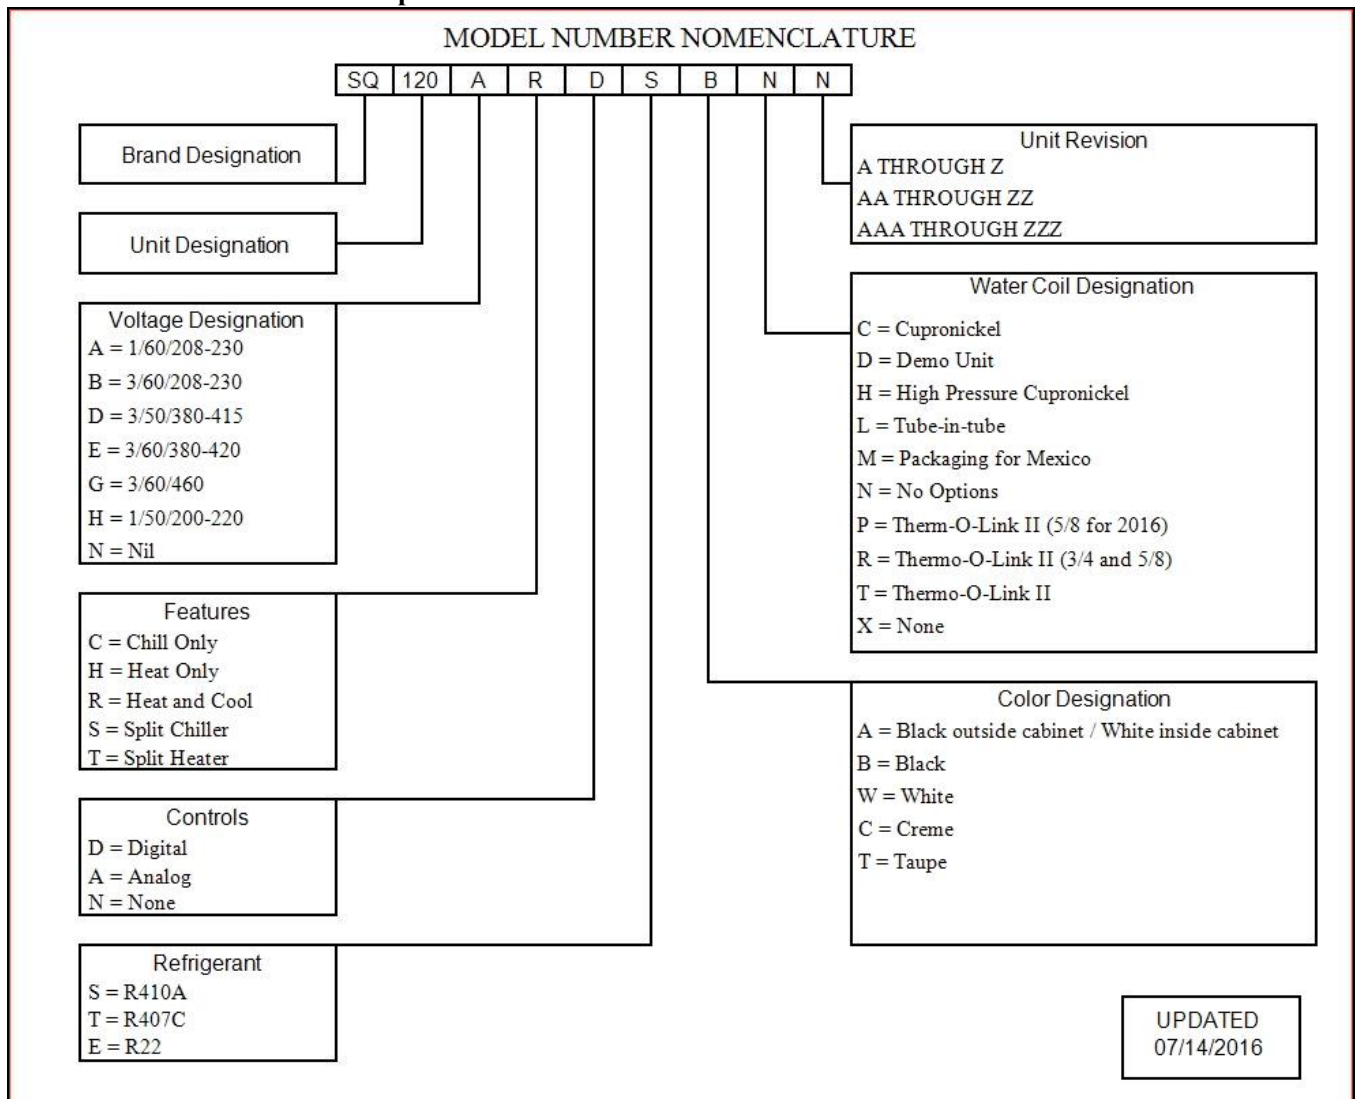 MODEL NUMBER NOMENCLATURE
SQ 120 A R D S B N N
Brand Designation
Unit Designation
Voltage Designation
A = 1/60/208-230
B = 3/60/208-230
D = 3/50/380-415
E = 3/60/380-420
G = 3/60/460
H = 1/50/200-220
N = Nil
Features
C = Chill Only
H = Heat Only
R = Heat and Cool
S = Split Chiller
T = Split Heater
Controls
D = Digital
A = Analog
N = None
Refrigerant
S = R410A
T = R407C
E = R22
Unit Revision
A THROUGH Z
AA THROUGH ZZ
AAA THROUGH ZZZ
Water Coil Designation
C = Cupronickel
D = Demo Unit
H = High Pressure Cupronickel
L = Tube-in-tube
M = Packaging for Mexico
N = No Options
P = Therm-O-Link II (5/8 for 2016)
R = Thermo-O-Link II (3/4 and 5/8)
T = Thermo-O-Link II
X = None
Color Designation
A = Black outside cabinet / White inside cabinet
B = Black
W = White
C = Creme
T = Taupe
UPDATED
07/14/2016